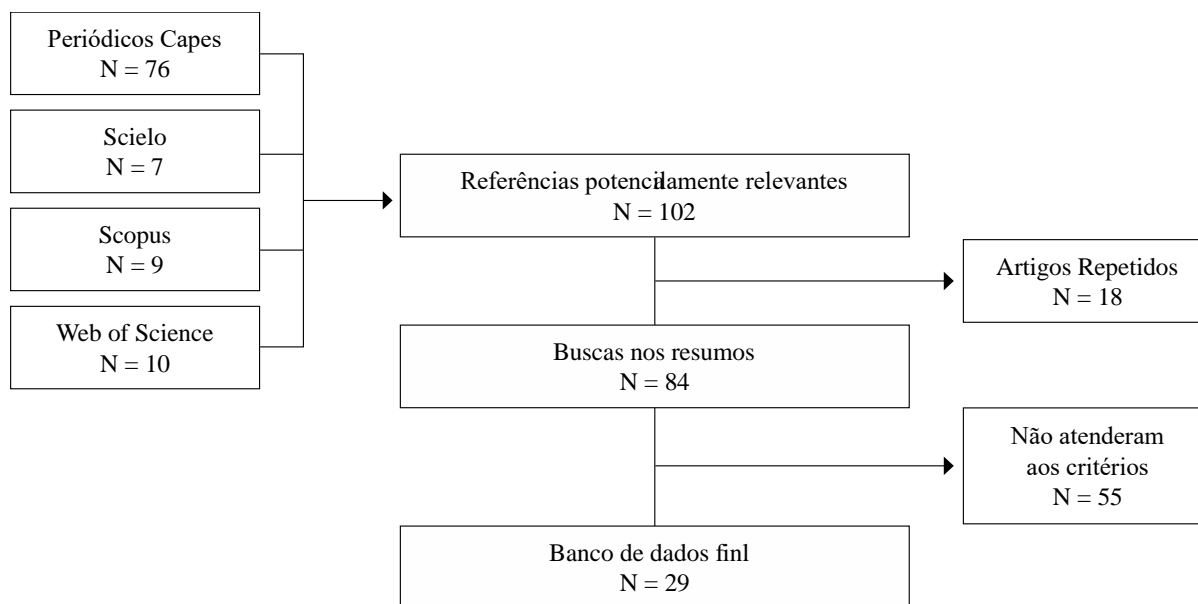 Periódicos Capes
N = 76
Scielo
N = 7
Scopus
N = 9
Web of Science
N = 10
Referências potencialamente relevantes
N = 102
Artigos Repetidos
N = 18
Buscas nos resumos
N = 84
Não atenderam
aos critérios
N = 55
Banco de dados finl
N = 29